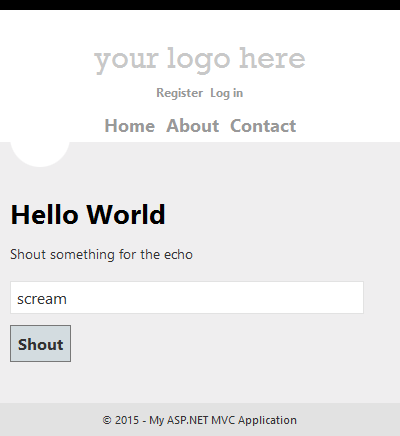 your logo here
Register Log in
Home About Contact
Hello World
Shout something for the echo
scream
Shout
© 2015 - My ASP.NET MVC Application